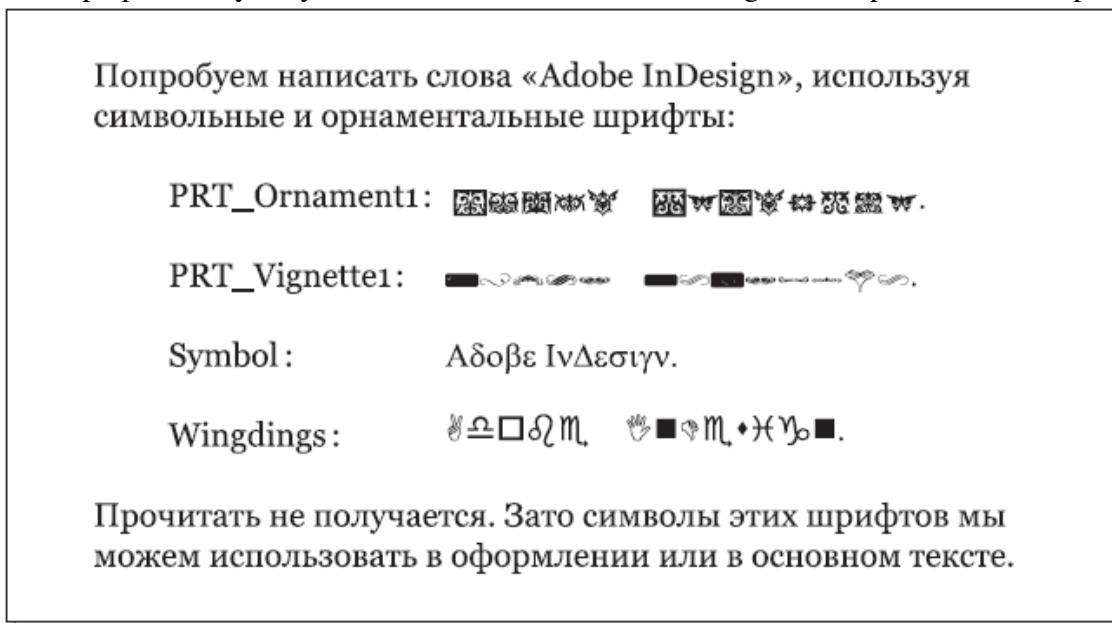 Попробуем написать слова «Adobe InDesign», используя
символьные и орнаментальные шрифты:
PRT_Ornament1:
PRT_Vignette1:
Symbol: Αδοβε ΙνΔεσιγν.
Wingdings: ✌♎□♌♏ ✋■👎♏⬧♓♑■.
Прочитать не получается. Зато символы этих шрифтов мы
можем использовать в оформлении или в основном тексте.